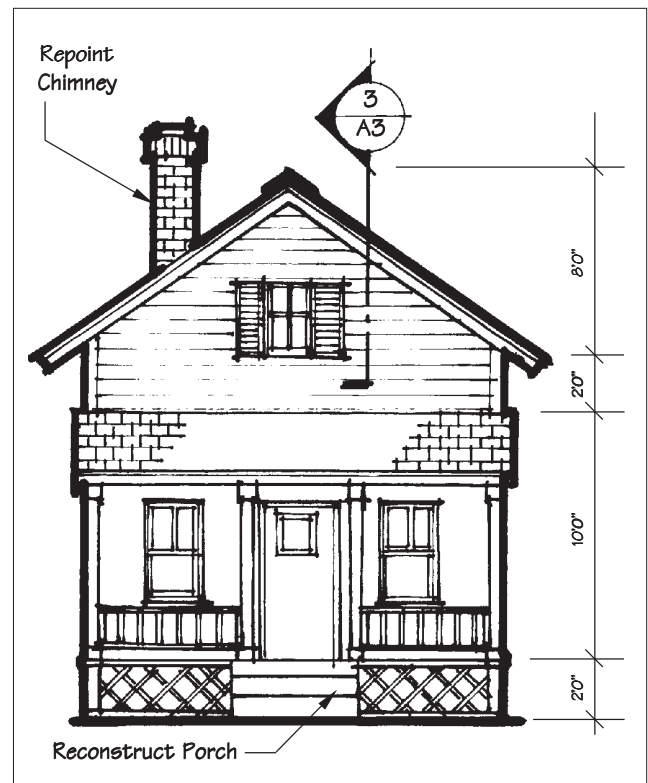 Repoint
Chimney
3
A3
8'0"
2'0"
10'0"
2'0"
Reconstruct Porch